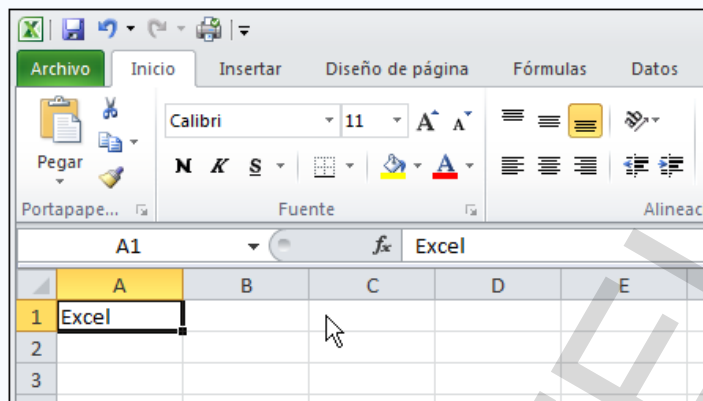 Archivo Inicio Insertar Diseño de página Fórmulas Datos
Calibri 11 A A
Pegar N K S A
Portapape... Fuente Alineac
A1 fx Excel
A B C D E
1 Excel
2
3